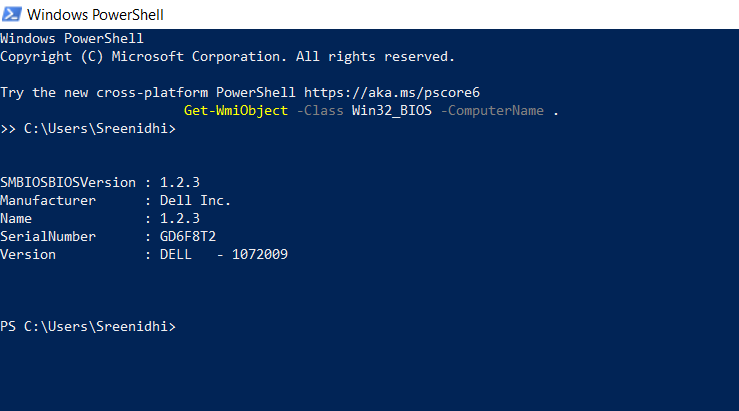 Windows PowerShell
Windows PowerShell
Copyright (C) Microsoft Corporation. All rights reserved.
Try the new cross-platform PowerShell https://aka.ms/pscore6
Get-WmiObject -Class Win32_BIOS -ComputerName .
>> C:\Users\Sreenidhi>
SMBIOSBIOSVersion : 1.2.3
Manufacturer      : Dell Inc.
Name              : 1.2.3
SerialNumber      : GD6F8T2
Version           : DELL   - 1072009
PS C:\Users\Sreenidhi>